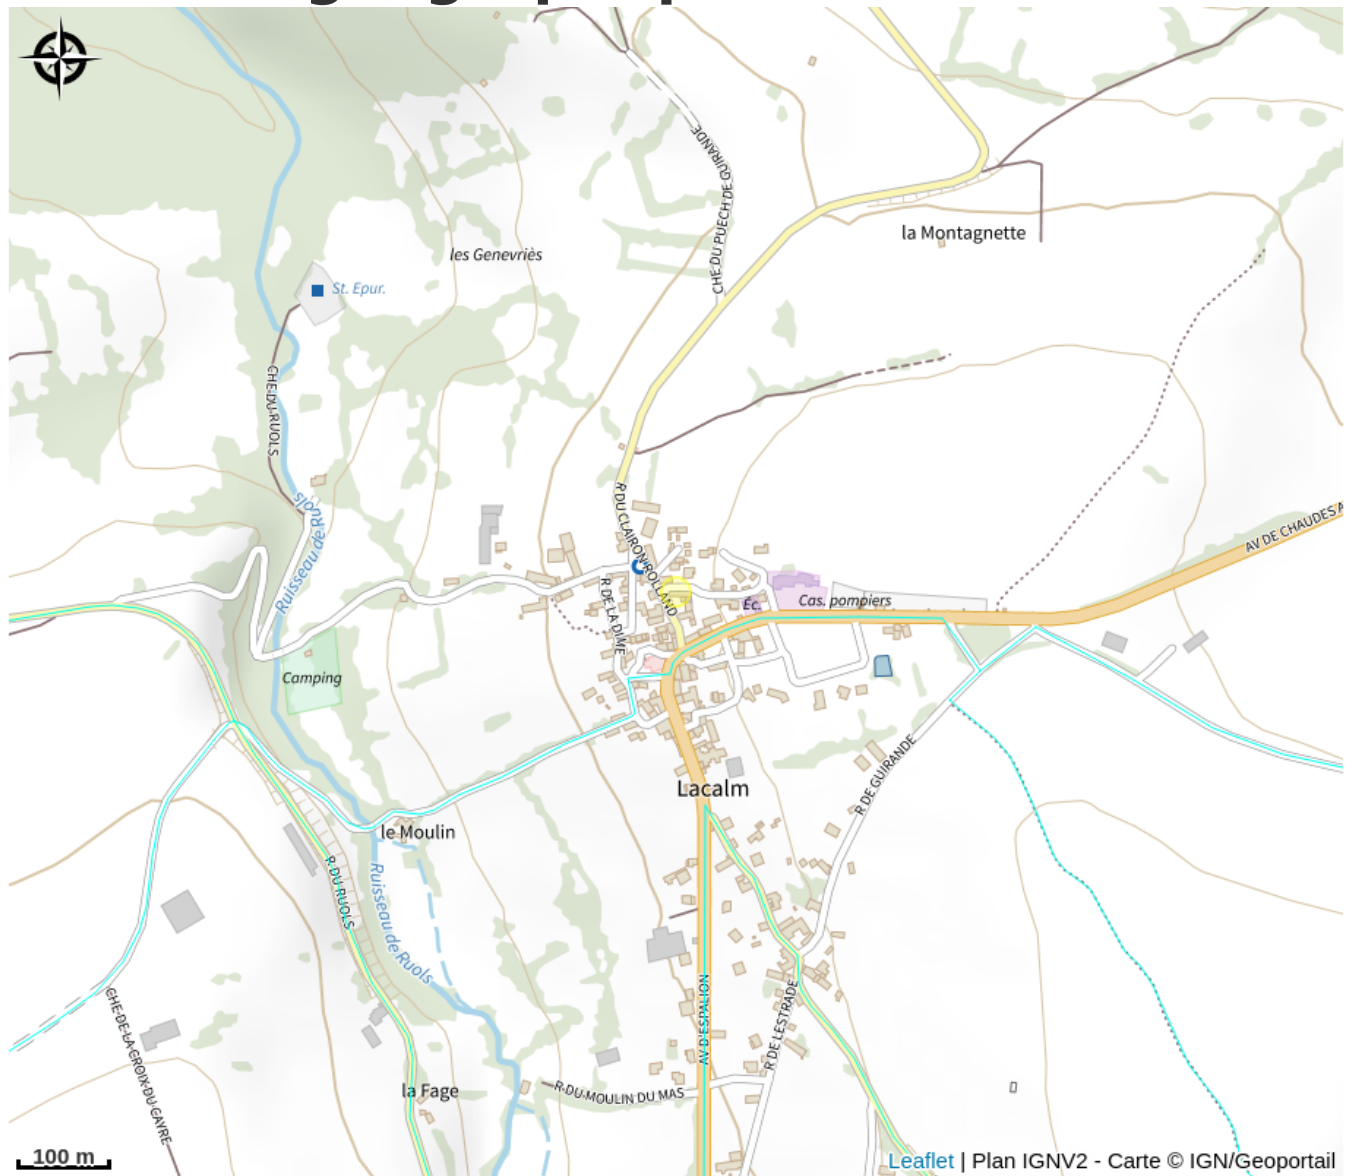 CHE DU PUECH DE GUIRANDE
la Montagnette
les Genevriès
St. Epur.
CHE DU RUOLS
R DU CLAIRON ROLLAND
Ruisseau de Ruols
AV DE CHAUDES A
R DE LA DIME
Éc.
Cas. pompiers
Camping
Lacalm
R DE GUIRANDE
le Moulin
R DU RUOLS
Ruisseau de Ruols
AV D'ESPALION
R DE LESTRADE
CHE DE LA CROIX DU CAYRE
la Fage
R DU MOULIN DU MAS
100 m
Leaflet | Plan IGNV2 - Carte © IGN/Geoportail